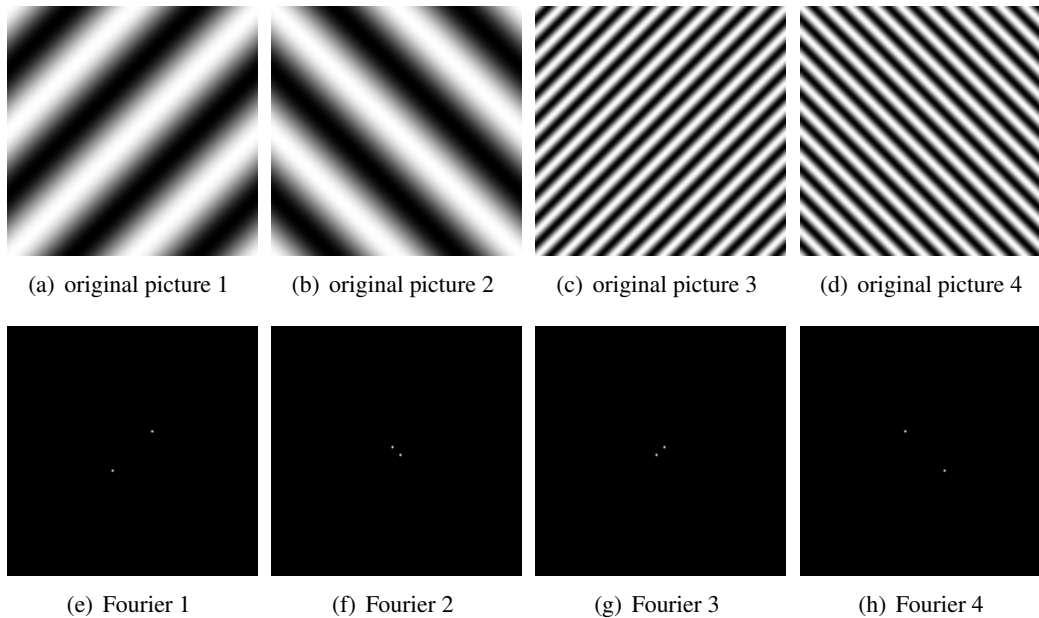 (a) original picture 1
(b) original picture 2
(c) original picture 3
(d) original picture 4
(e) Fourier 1
(f) Fourier 2
(g) Fourier 3
(h) Fourier 4